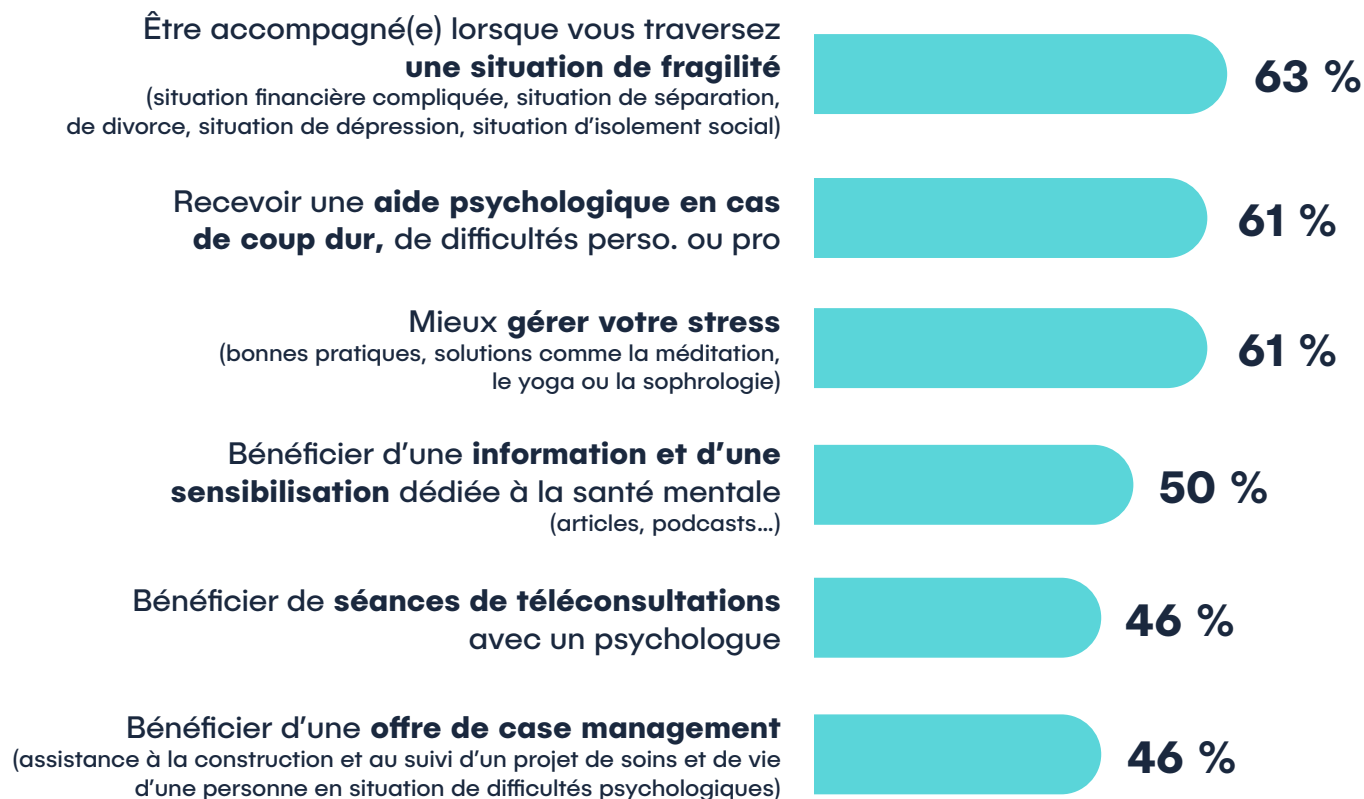 Être accompagné(e) lorsque vous traversez
une situation de fragilité
(situation financière compliquée, situation de séparation,
de divorce, situation de dépression, situation d'isolement social)
63 %
Recevoir une aide psychologique en cas
de coup dur, de difficultés perso. ou pro
61 %
Mieux gérer votre stress
(bonnes pratiques, solutions comme la méditation,
le yoga ou la sophrologie)
61 %
Bénéficier d'une information et d'une
sensibilisation dédiée à la santé mentale
(articles, podcasts...)
50 %
Bénéficier de séances de téléconsultations
avec un psychologue
46 %
Bénéficier d'une offre de case management
(assistance à la construction et au suivi d'un projet de soins et de vie
d'une personne en situation de difficultés psychologiques)
46 %